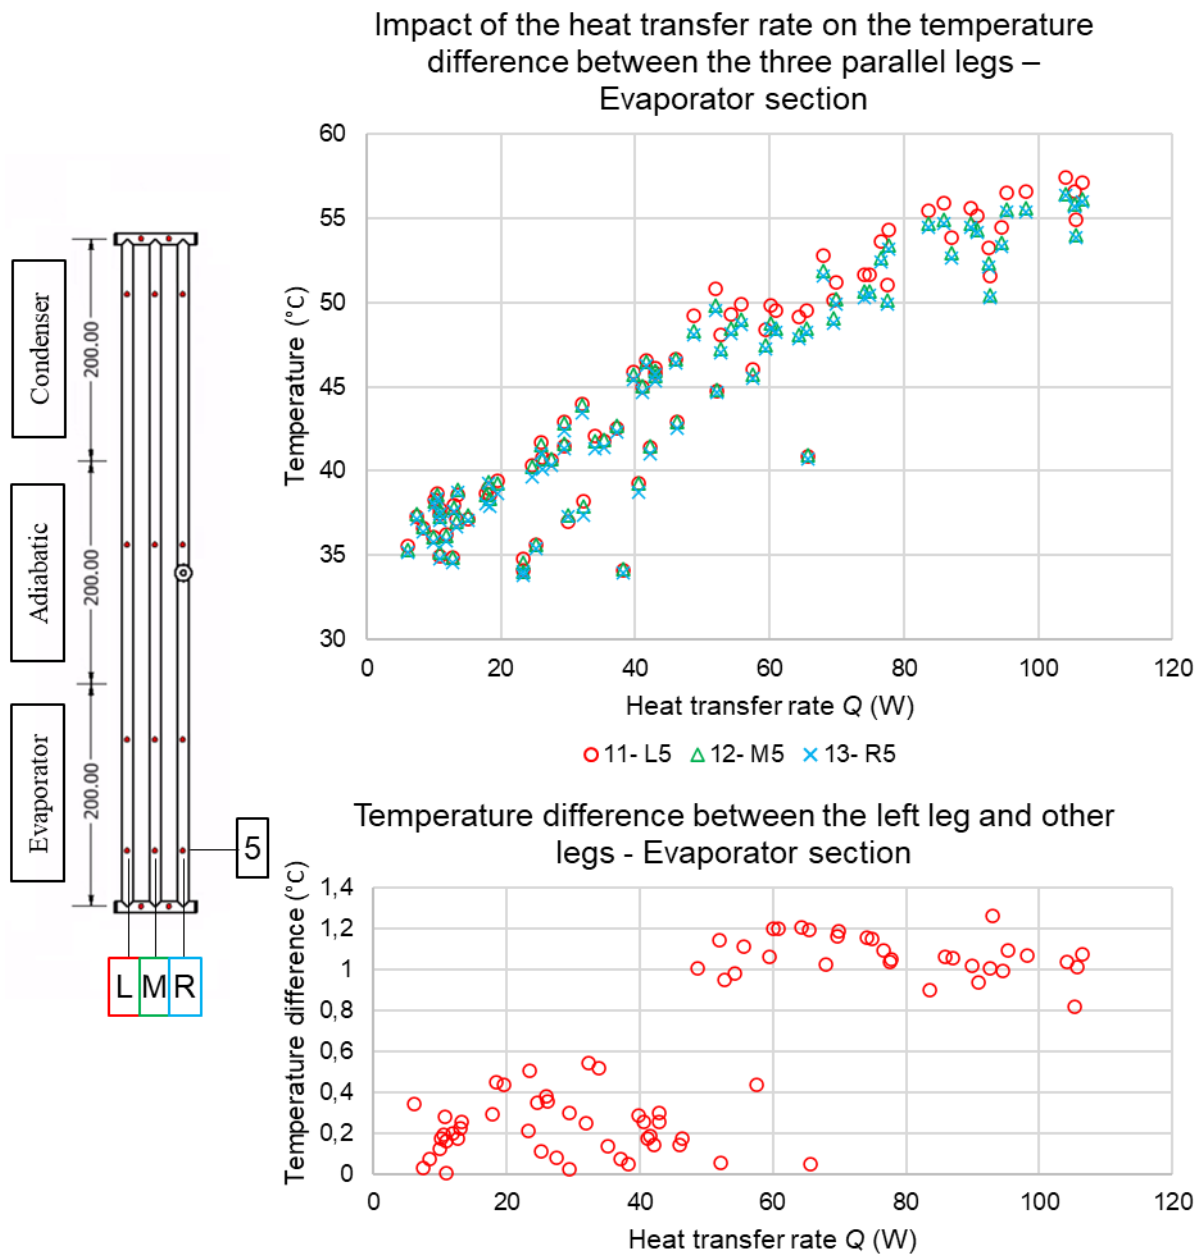 Impact of the heat transfer rate on the temperature
difference between the three parallel legs –
Evaporator section
60
55
50
45
40
35
30
Temperature (°C)
0 20 40 60 80 100 120
Heat transfer rate Q (W)
11- L5 12- M5 13- R5
Condenser
200.00
Adiabatic
200.00
Evaporator
200.00
5
L M R
Temperature difference between the left leg and other
legs - Evaporator section
1,4
1,2
1
0,8
0,6
0,4
0,2
0
Temperature difference (°C)
0 20 40 60 80 100 120
Heat transfer rate Q (W)